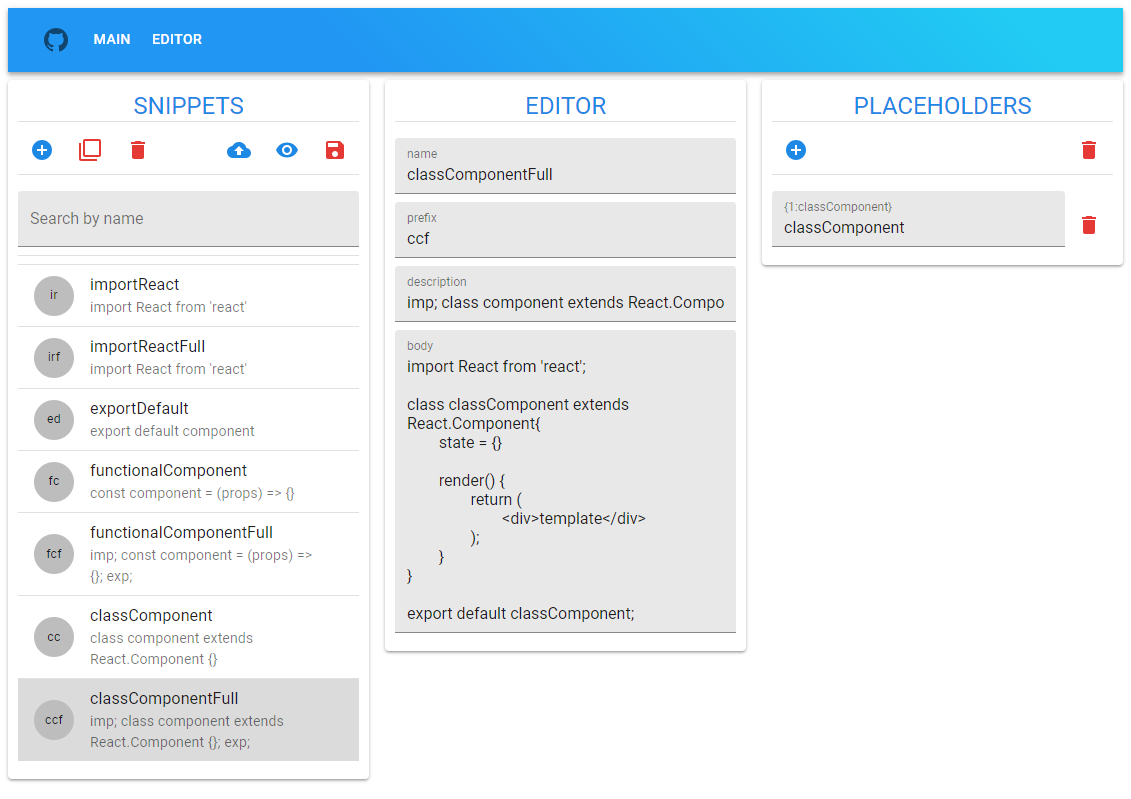 MAIN EDITOR
SNIPPETS
Search by name
ir
importReact
import React from 'react'
irf
importReactFull
import React from 'react'
ed
exportDefault
export default component
fc
functionalComponent
const component = (props) => {}
fcf
functionalComponentFull
imp; const component = (props) =>
{}; exp;
cc
classComponent
class component extends
React.Component {}
ccf
classComponentFull
imp; class component extends
React.Component {}; exp;
EDITOR
name
classComponentFull
prefix
ccf
description
imp; class component extends React.Compo
body
import React from 'react';
class classComponent extends
React.Component{
state = {}
render() {
return (
<div>template</div>
);
}
}
export default classComponent;
PLACEHOLDERS
{1:classComponent}
classComponent